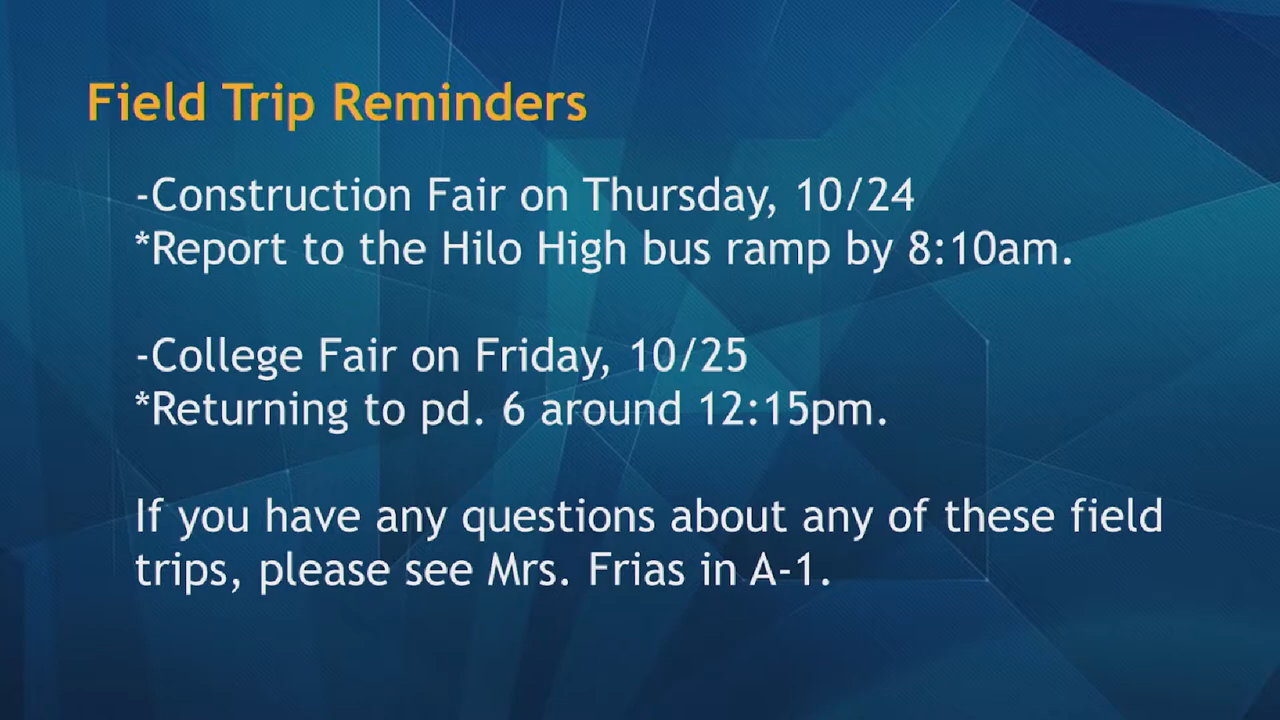 Field Trip Reminders
-Construction Fair on Thursday, 10/24
*Report to the Hilo High bus ramp by 8:10am.
-College Fair on Friday, 10/25
*Returning to pd. 6 around 12:15pm.
If you have any questions about any of these field
trips, please see Mrs. Frias in A-1.